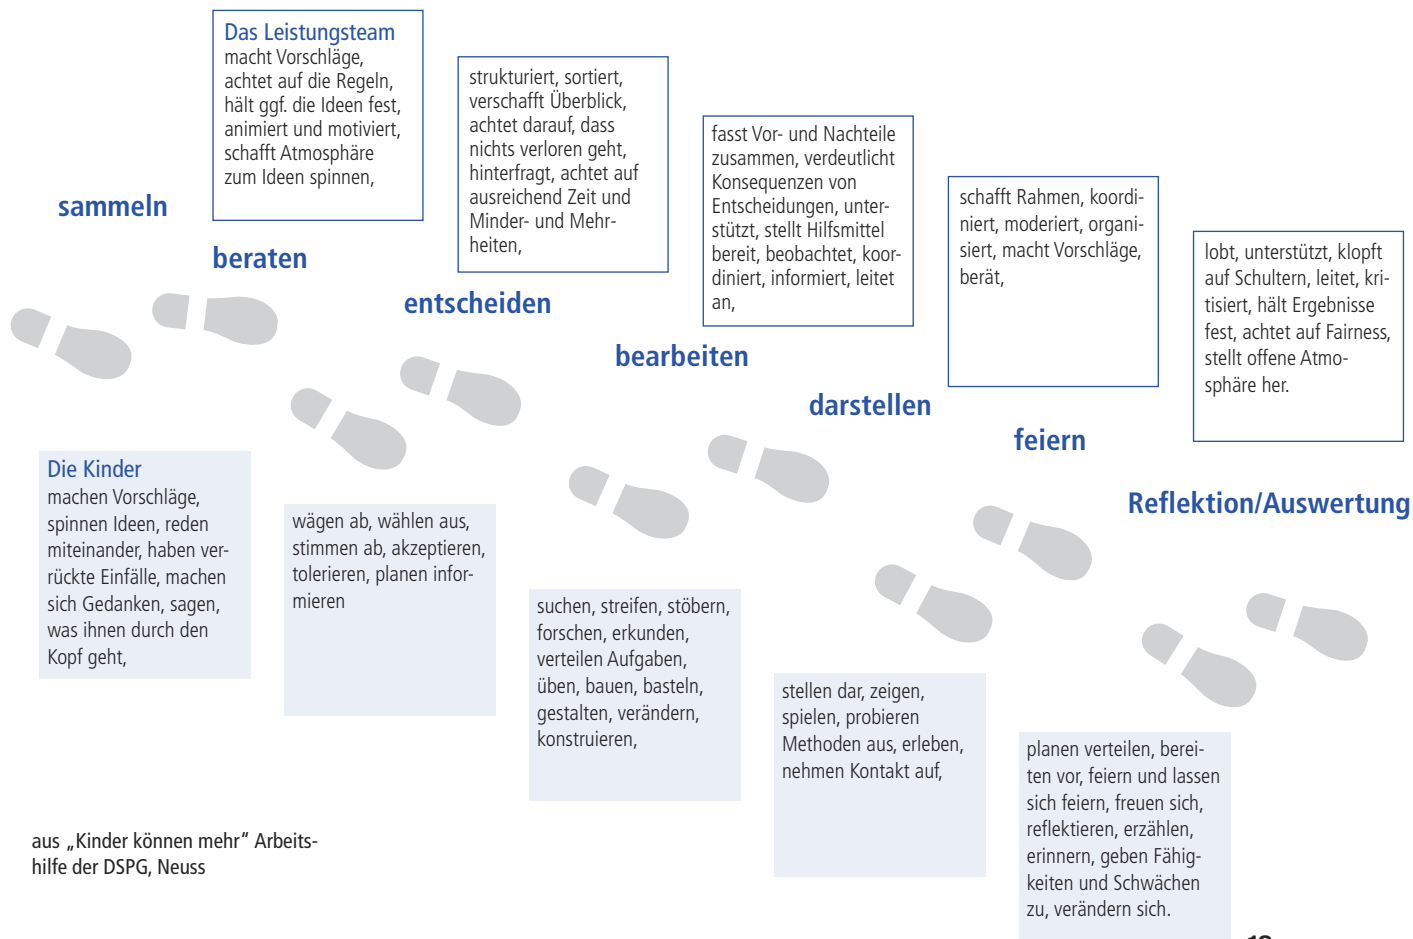 Das Leistungsteam
macht Vorschläge,
achtet auf die Regeln,
hält ggf. die Ideen fest,
animiert und motiviert,
schafft Atmosphäre
zum Ideen spinnen,
strukturiert, sortiert,
verschafft Überblick,
achtet darauf, dass
nichts verloren geht,
hinterfragt, achtet auf
ausreichend Zeit und
Minder- und Mehr-
heiten,
fasst Vor- und Nachteile
zusammen, verdeutlicht
Konsequenzen von
Entscheidungen, unter-
stützt, stellt Hilfsmittel
bereit, beobachtet, koor-
diniert, informiert, leitet
an,
schafft Rahmen, koordi-
niert, moderiert, organi-
siert, macht Vorschläge,
berät,
lobt, unterstützt, klopft
auf Schultern, leitet, kri-
tisiert, hält Ergebnisse
fest, achtet auf Fairness,
stellt offene Atmo-
sphäre her.
sammeln
beraten
entscheiden
bearbeiten
darstellen
feiern
Reflektion/Auswertung
Die Kinder
machen Vorschläge,
spinnen Ideen, reden
miteinander, haben ver-
rückte Einfälle, machen
sich Gedanken, sagen,
was ihnen durch den
Kopf geht,
wägen ab, wählen aus,
stimmen ab, akzeptieren,
tolerieren, planen infor-
mieren
suchen, streifen, stöbern,
forschen, erkunden,
verteilen Aufgaben,
üben, bauen, basteln,
gestalten, verändern,
konstruieren,
stellen dar, zeigen,
spielen, probieren
Methoden aus, erleben,
nehmen Kontakt auf,
planen verteilen, berei-
ten vor, feiern und lassen
sich feiern, freuen sich,
reflektieren, erzählen,
erinnern, geben Fähig-
keiten und Schwächen
zu, verändern sich.
aus „Kinder können mehr“ Arbeits-
hilfe der DSPG, Neuss